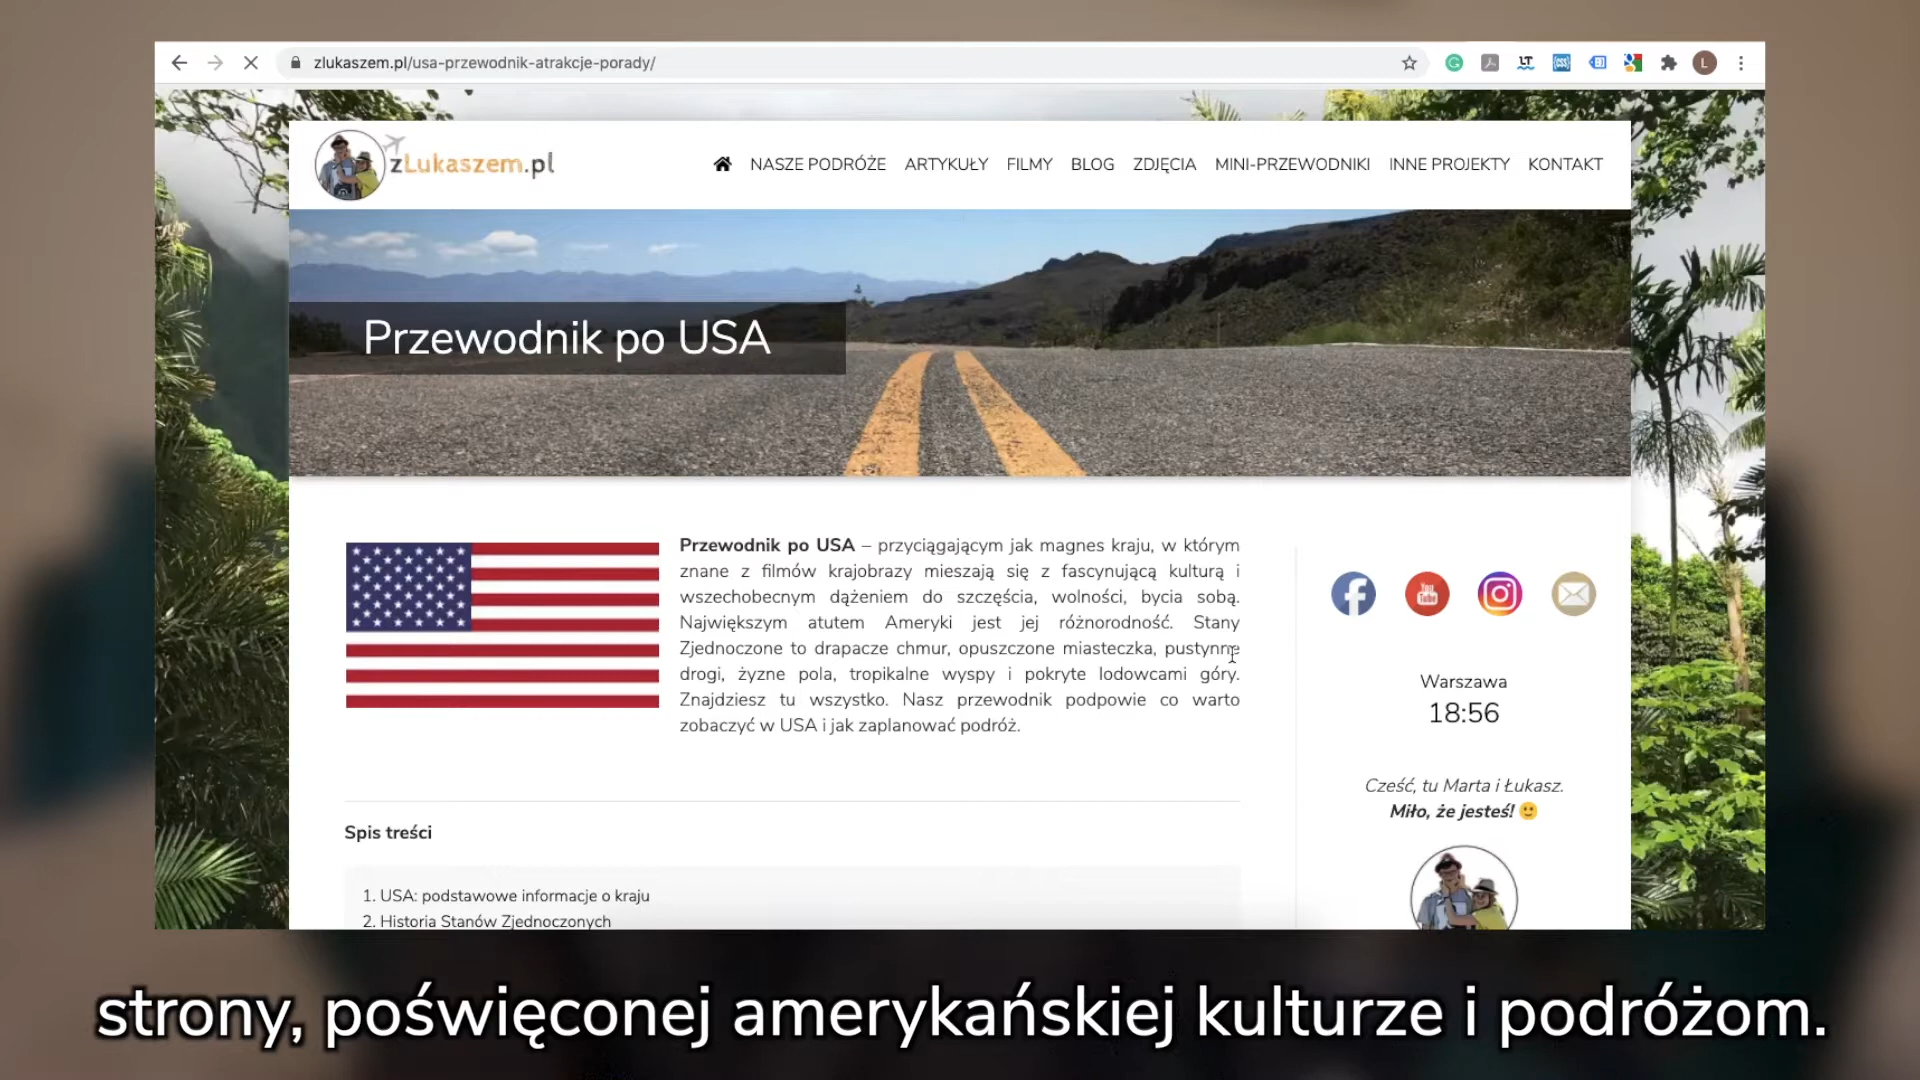 zlukaszem.pl/usa-przewodnik-atrakcje-porady/
LT
L
zLukaszem.pl
NASZE PODRÓŻE ARTYKUŁY FILMY BLOG ZDJĘCIA MINI-PRZEWODNIKI INNE PROJEKTY KONTAKT
Przewodnik po USA
Przewodnik po USA – przyciągającym jak magnes kraju, w którym
znane z filmów krajobrazy mieszają się z fascynującą kulturą i
wszechobecnym dążeniem do szczęścia, wolności, bycia sobą.
Największym atutem Ameryki jest jej różnorodność. Stany
Zjednoczone to drapacze chmur, opuszczone miasteczka, pustynne
drogi, żyzne pola, tropikalne wyspy i pokryte lodowcami góry.
Znajdziesz tu wszystko. Nasz przewodnik podpowie co warto
zobaczyć w USA i jak zaplanować podróż.
You
Tube
Warszawa
18:56
Cześć, tu Marta i Łukasz.
Miło, że jesteś! 🙂
Spis treści
1. USA: podstawowe informacje o kraju
2. Historia Stanów Zjednoczonych
strony, poświęconej amerykańskiej kulturze i podróżom.